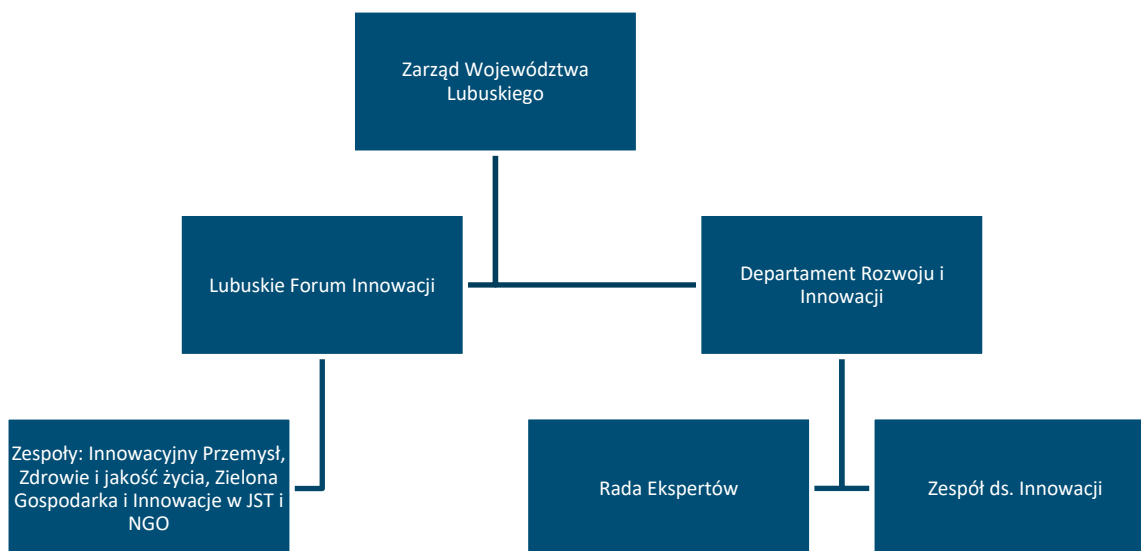 Zarząd Województwa
Lubuskiego
Lubuskie Forum Innowacji
Departament Rozwoju i
Innowacji
Zespoły: Innowacyjny Przemysł,
Zdrowie i jakość życia, Zielona
Gospodarka i Innowacje w JST i
NGO
Rada Ekspertów
Zespół ds. Innowacji